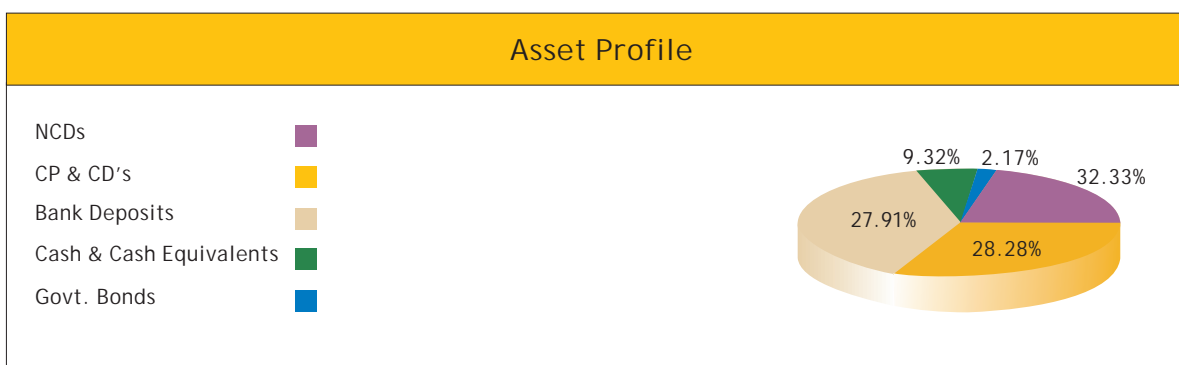 Asset Profile
NCDs
CP & CD's
Bank Deposits
Cash & Cash Equivalents
Govt. Bonds
9.32%
2.17%
32.33%
27.91%
28.28%